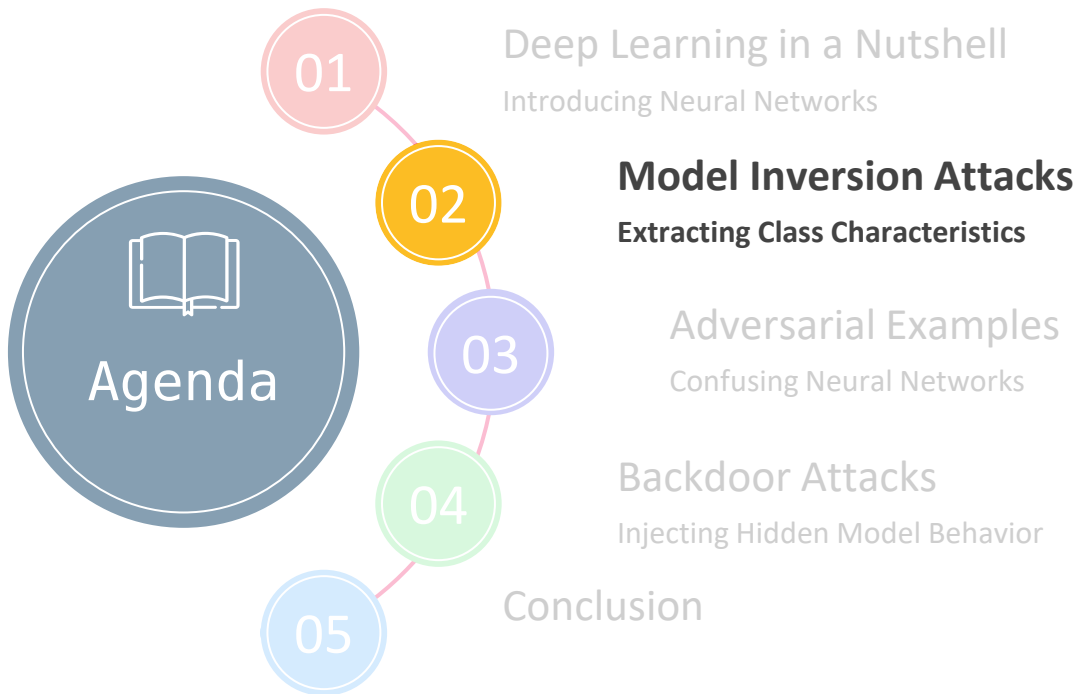 Agenda
01
Deep Learning in a Nutshell
Introducing Neural Networks
02
Model Inversion Attacks
Extracting Class Characteristics
03
Adversarial Examples
Confusing Neural Networks
04
Backdoor Attacks
Injecting Hidden Model Behavior
05
Conclusion